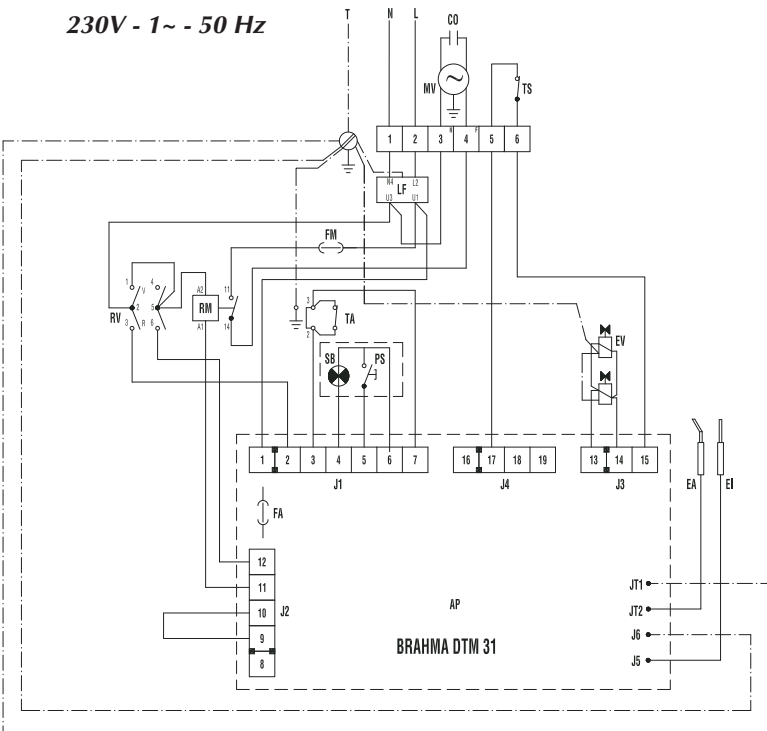 230V - 1~ - 50 Hz
T N L CO
MV TS
N F
1 2 3 4 5 6
N4 L2
LF
U3 U1
FM
1 4 A2 11
V 3
RV 2 5 RM TA
3 R 6 A1 14 2
EV
SB PS
1 2 3 4 5 6 7 16 17 18 19 13 14 15
J1 J4 J3 EA EI
FA
12
11 JT1
10 J2 AP JT2
9 BRAHMA DTM 31 J6
8 J5